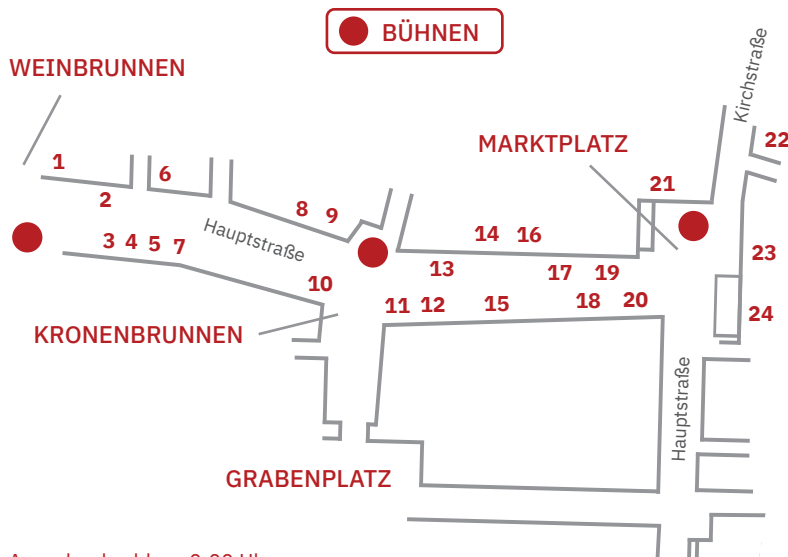 BÜHNEN
WEINBRUNNEN
Kirchstraße
MARKTPLATZ
22
1
6
21
2
8 9
Hauptstraße
14 16
3 4 5 7
13
17 19
23
10
11 12
15
18 20
24
KRONENBRUNNEN
Hauptstraße
GRABENPLATZ